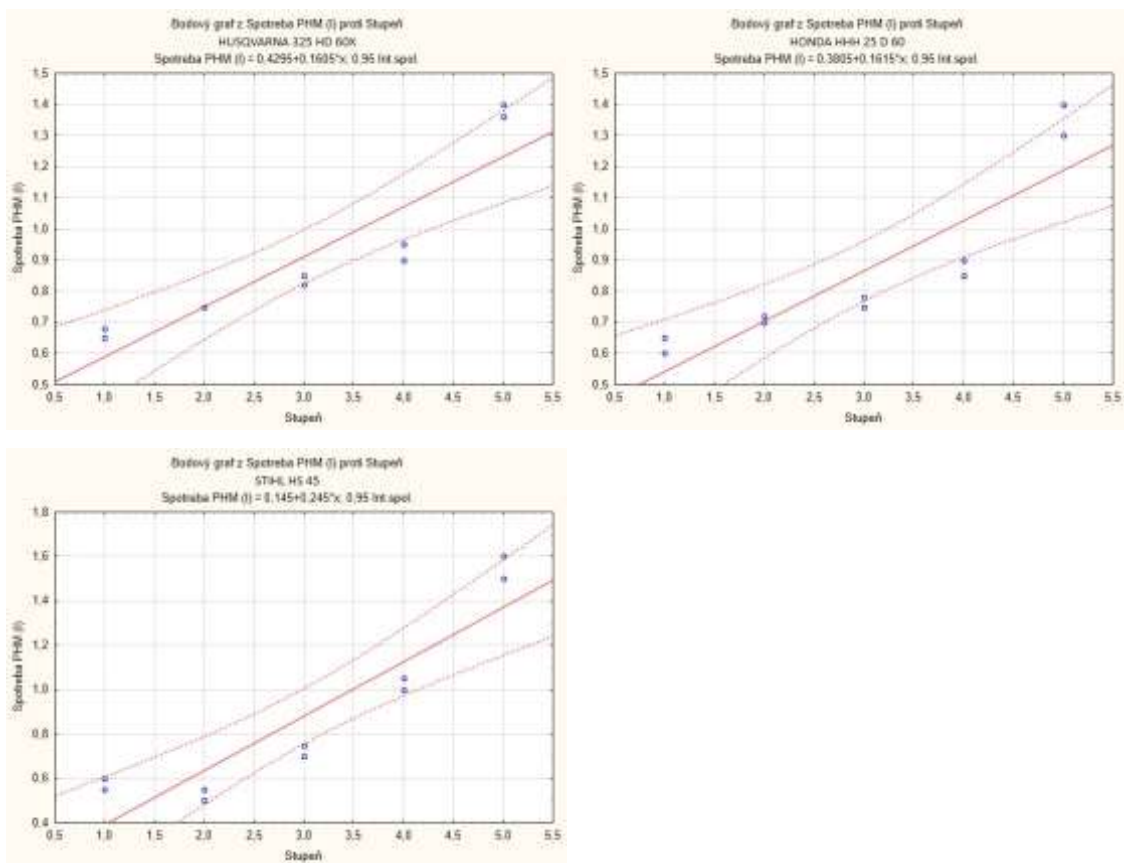 Bodový graf z Spotreba PHM (l) proti Stupeň
HUSQVARNA 325 HD 60X
Spotreba PHM (l) = 0.4295+0.1605*x; 0,95 Int.spol.
1.5
1.4
1.3
1.2
1.1
1.0
0.9
0.8
0.7
0.6
0.5
Spotreba PHM (l)
0.5 1.0 1.5 2.0 2.5 3.0 3.5 4.0 4.5 5.0 5.5
Stupeň
Bodový graf z Spotreba PHM (l) proti Stupeň
HONDA HHH 25 D 60
Spotreba PHM (l) = 0.3805+0.1615*x; 0,95 Int.spol.
1.5
1.4
1.3
1.2
1.1
1.0
0.9
0.8
0.7
0.6
0.5
Spotreba PHM (l)
0.5 1.0 1.5 2.0 2.5 3.0 3.5 4.0 4.5 5.0 5.5
Stupeň
Bodový graf z Spotreba PHM (l) proti Stupeň
STIHL HS 45
Spotreba PHM (l) = 0.145+0.245*x; 0,95 Int.spol.
1.8
1.6
1.4
1.2
1.0
0.8
0.6
0.4
Spotreba PHM (l)
0.5 1.0 1.5 2.0 2.5 3.0 3.5 4.0 4.5 5.0 5.5
Stupeň